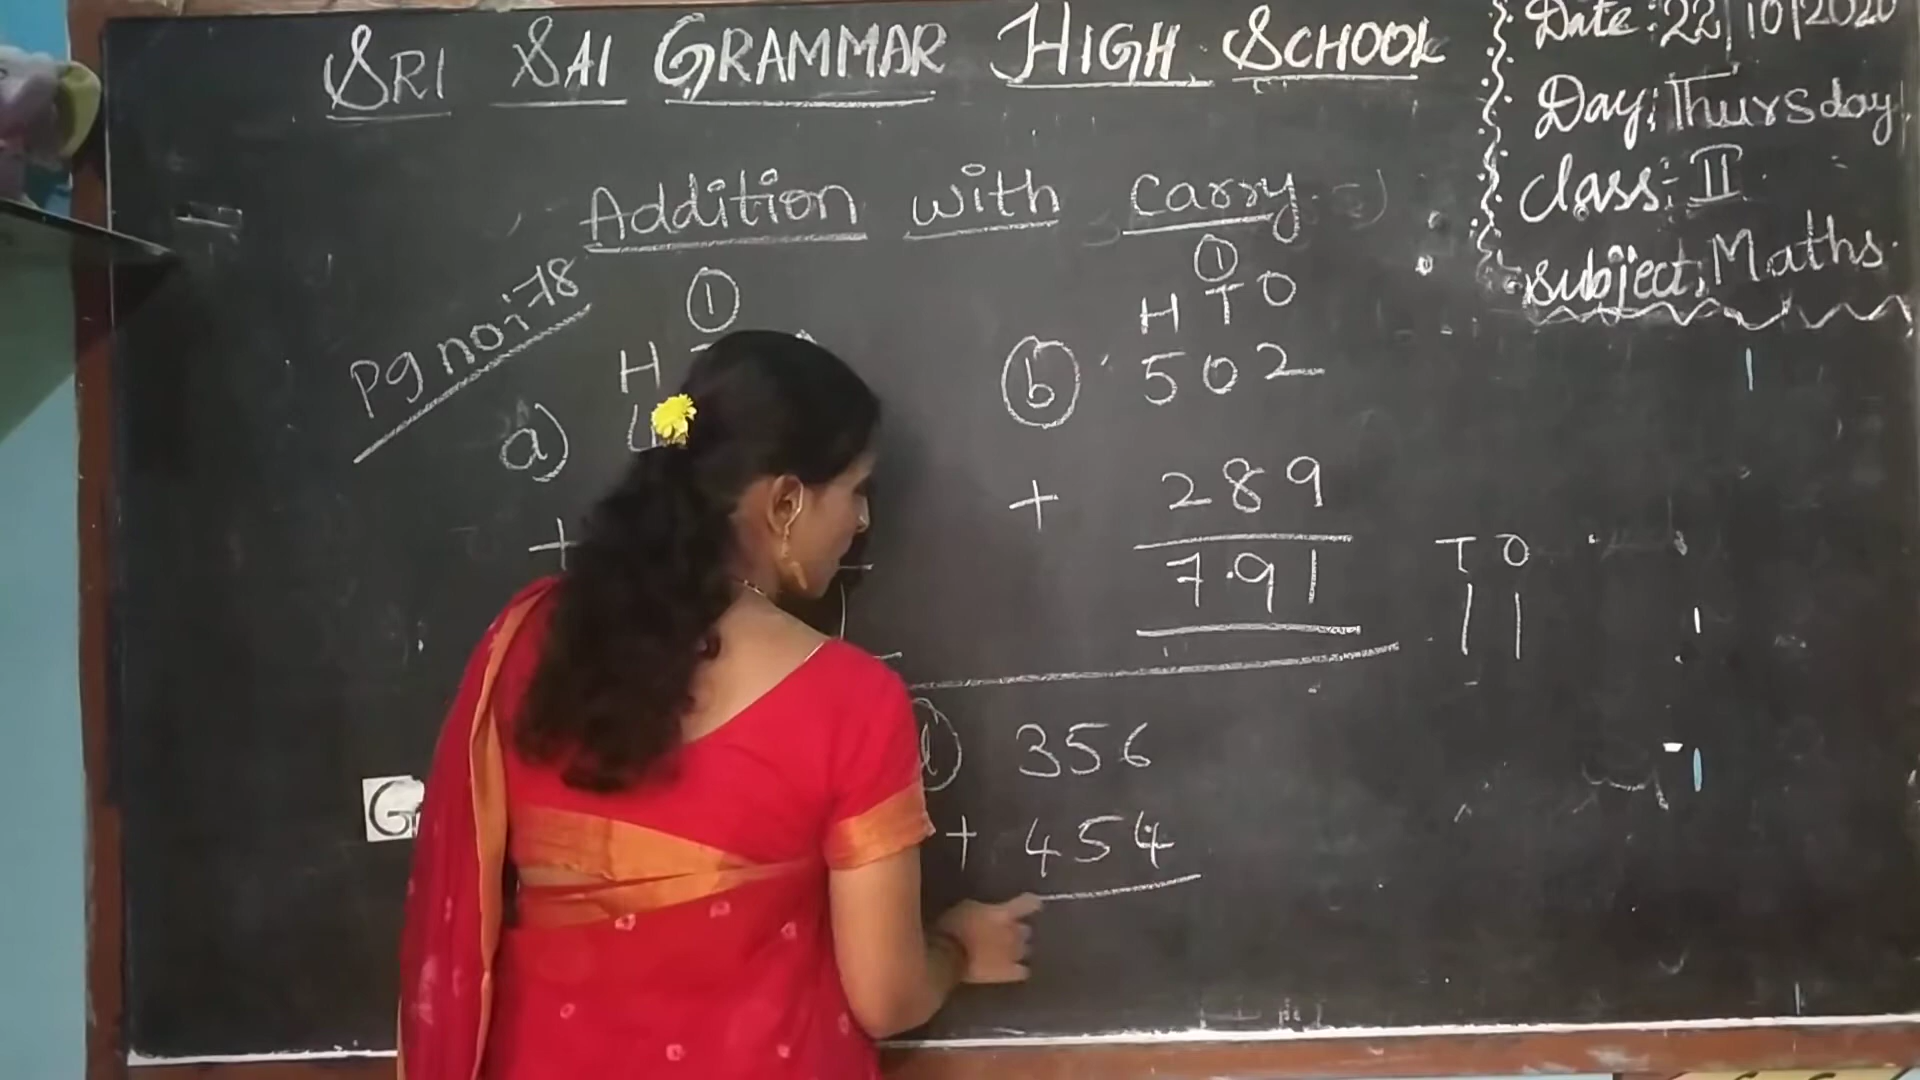 SRI SAI GRAMMAR HIGH SCHOOL
Date: 22/10/2020
Day: Thursday
Class: II
Subject: Maths
Addition with carry
Pg no: 78
①
H
a)
+
①
H T O
ⓑ 502
+ 289
791
T O
1 1
ⓓ 356
+ 454